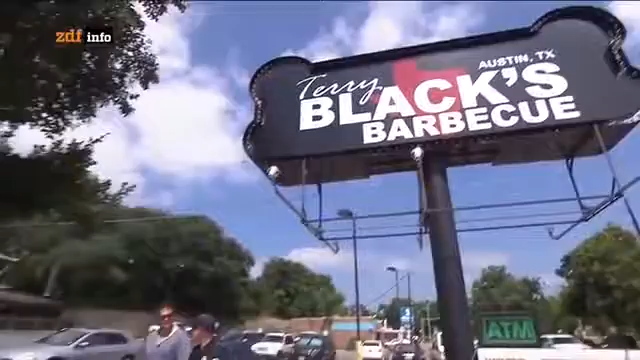 zdf info
AUSTIN, TX
Terry
BLACK'S
BARBECUE
ATM